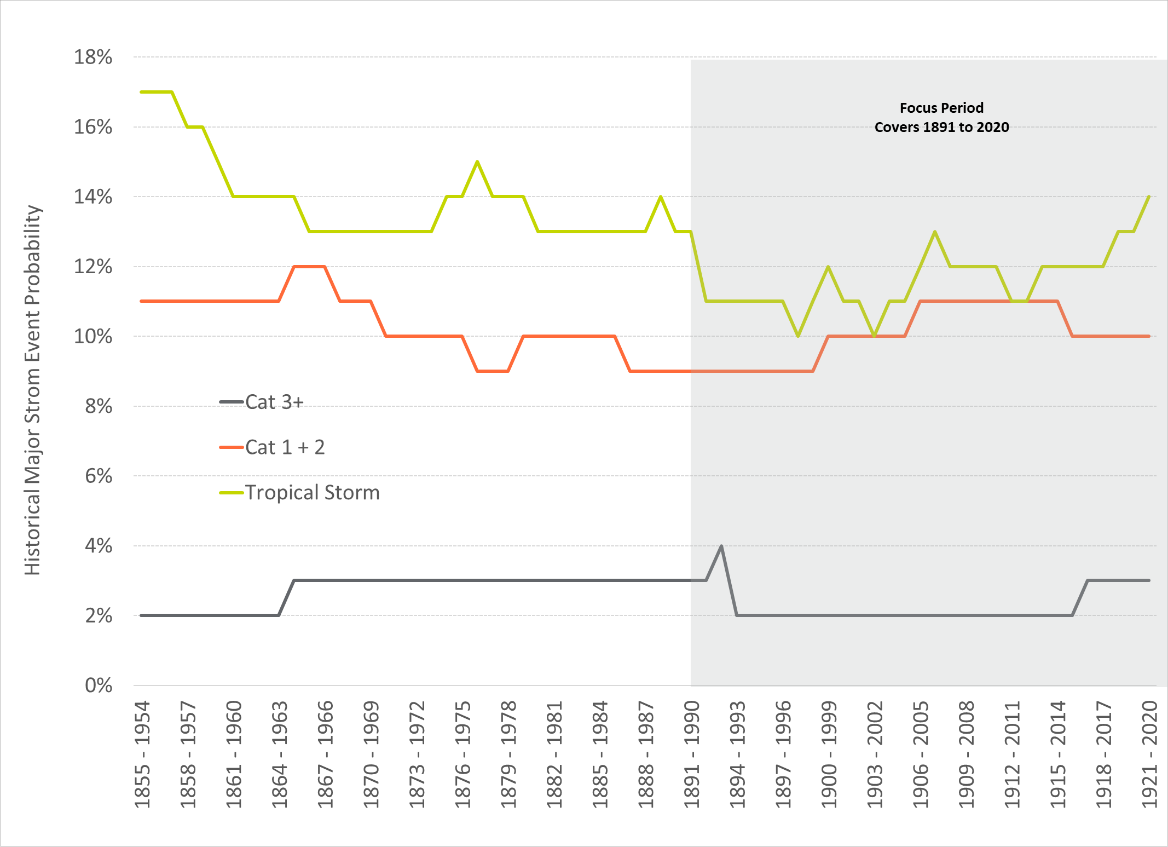 18%
16%
14%
12%
10%
8%
6%
4%
2%
0%
Historical Major Strom Event Probability
Focus Period
Covers 1891 to 2020
Cat 3+
Cat 1 + 2
Tropical Storm
1855 - 1954
1858 - 1957
1861 - 1960
1864 - 1963
1867 - 1966
1870 - 1969
1873 - 1972
1876 - 1975
1879 - 1978
1882 - 1981
1885 - 1984
1888 - 1987
1891 - 1990
1894 - 1993
1897 - 1996
1900 - 1999
1903 - 2002
1906 - 2005
1909 - 2008
1912 - 2011
1915 - 2014
1918 - 2017
1921 - 2020